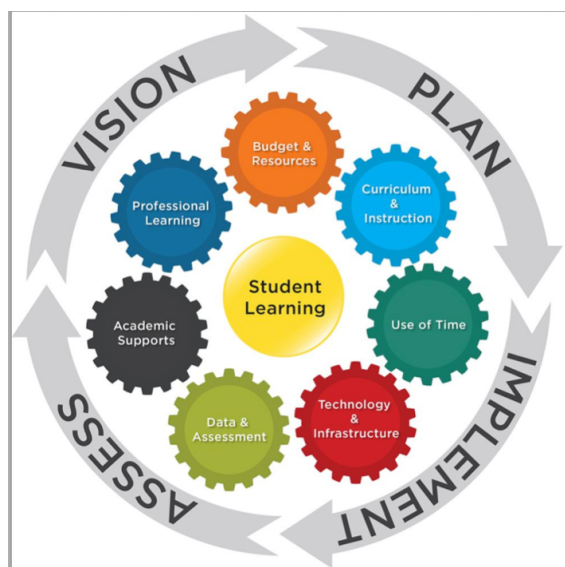 VISION
PLAN
IMPLEMENT
ASSESS
Budget &
Resources
Curriculum
&
Instruction
Use of Time
Technology
&
Infrastructure
Data &
Assessment
Academic
Supports
Professional
Learning
Student
Learning